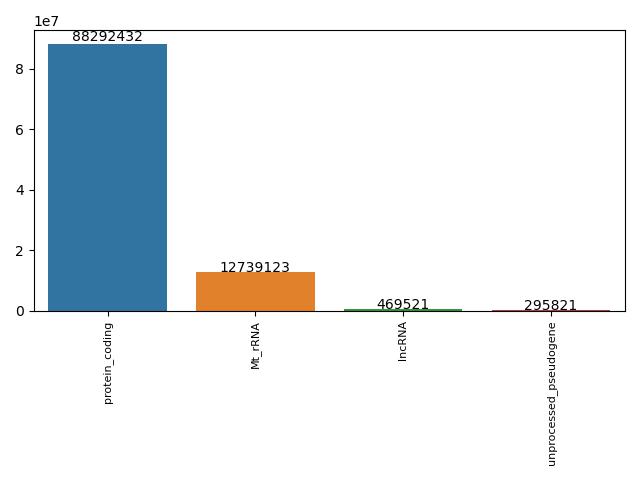 1e7
88292432
8
6
4
2
0
12739123
469521
295821
protein_coding
Mt_rRNA
lncRNA
unprocessed_pseudogene